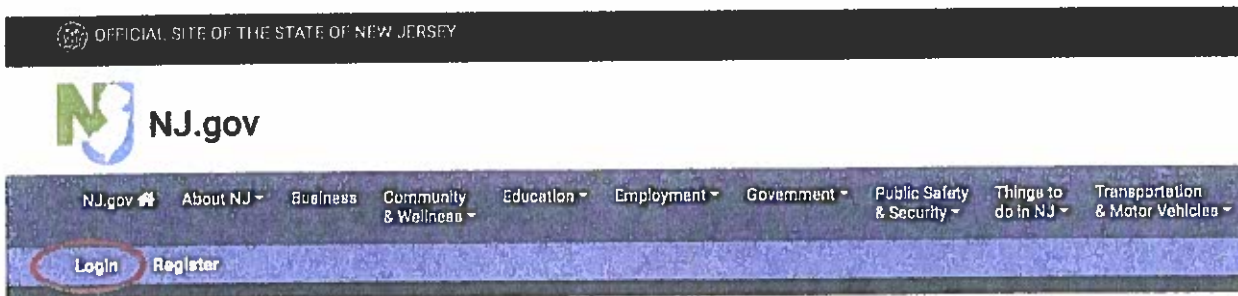 OFFICIAL SITE OF THE STATE OF NEW JERSEY
NJ.gov
NJ.gov About NJ Business Community & Wellness Education Employment Government Public Safety & Security Things to do in NJ Transportation & Motor Vehicles
Login Register